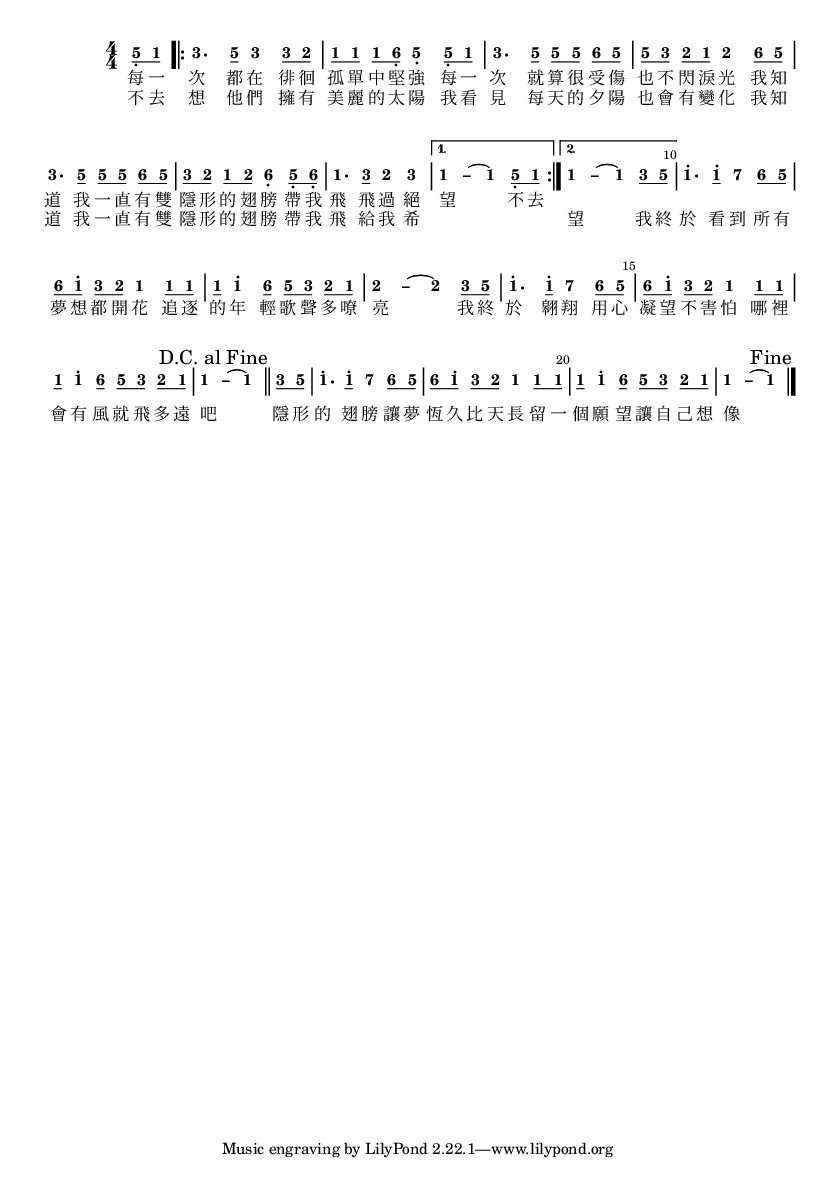 4/4 5 1 3. 5 3 3 2 1 1 1 6 5 5 1 3. 5 5 5 6 5 5 3 2 1 2 6 5
每一 次 都在 徘徊 孤單中堅強 每一 次 就算很受傷 也不閃淚光 我知
不去 想 他們 擁有 美麗的太陽 我看 見 每天的夕陽 也會有變化 我知
1. 2. 10
3. 5 5 5 6 5 3 2 1 2 6 5 6 1. 3 2 3 1 – 1 5 1 1 – 1 3 5 1. 1 7 6 5
道 我一直有雙 隱形的翅膀 帶我 飛 飛過絕 望 不去
道 我一直有雙 隱形的翅膀 帶我 飛 給我希 望 我終 於 看到 所有
15
6 1 3 2 1 1 1 1 1 6 5 3 2 1 2 – 2 3 5 1. 1 7 6 5 6 1 3 2 1 1 1
夢想都開花 追逐 的年 輕歌聲多嘹 亮 我終 於 翱翔 用心 凝望不害怕 哪裡
D.C. al Fine 20 Fine
1 1 6 5 3 2 1 1 – 1 3 5 1. 1 7 6 5 6 1 3 2 1 1 1 1 1 6 5 3 2 1 1 – 1
會有風就飛多遠 吧 隱形的 翅膀讓夢 恆久比天長留一個願望讓自己想 像
Music engraving by LilyPond 2.22.1—www.lilypond.org